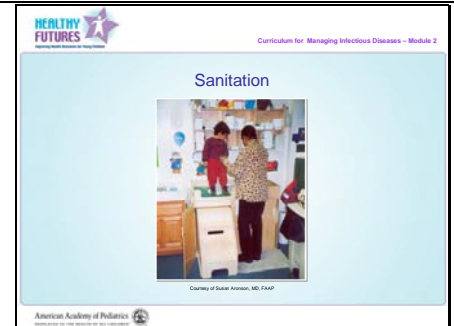 HEALTHY
FUTURES
Improving Health Outcomes for Young Children
Curriculum for Managing Infectious Diseases – Module 2
Sanitation
Courtesy of Susan Aronson, MD, FAAP
American Academy of Pediatrics
DEDICATED TO THE HEALTH OF ALL CHILDREN